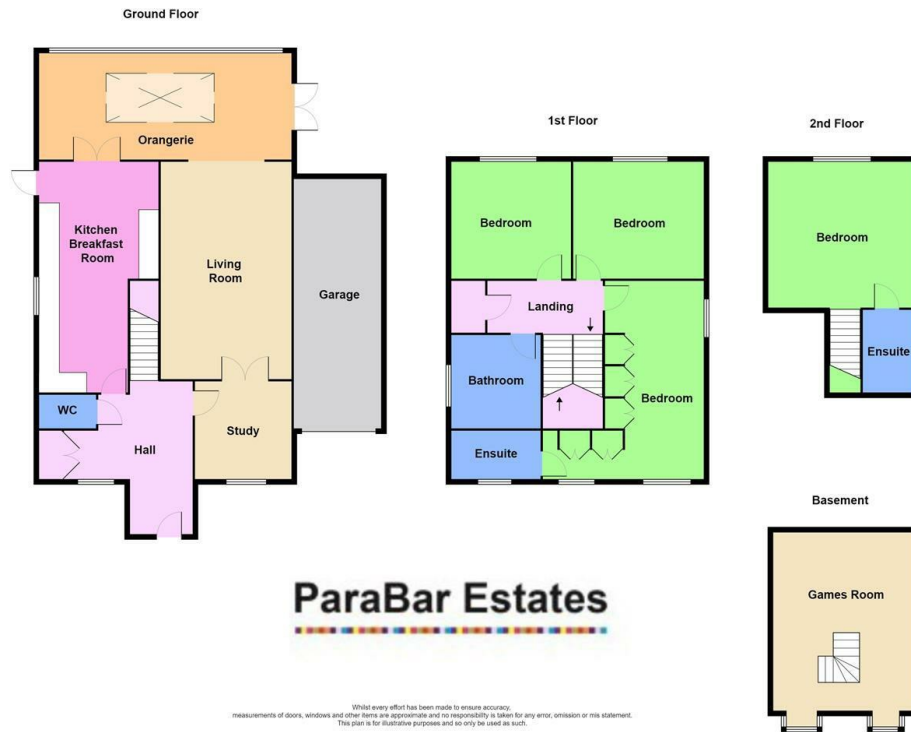 Ground Floor
Orangerie
Kitchen
Breakfast
Room
Living
Room
Garage
WC
Hall
Study
1st Floor
Bedroom
Bedroom
Landing
Bathroom
Bedroom
Ensuite
2nd Floor
Bedroom
Ensuite
Basement
Games Room
ParaBar Estates
Whilst every effort has been made to ensure accuracy,
measurements of doors, windows and other items are approximate and no responsibility is taken for any error, omission or mis statement.
This plan is for illustrative purposes and so only be used as such.